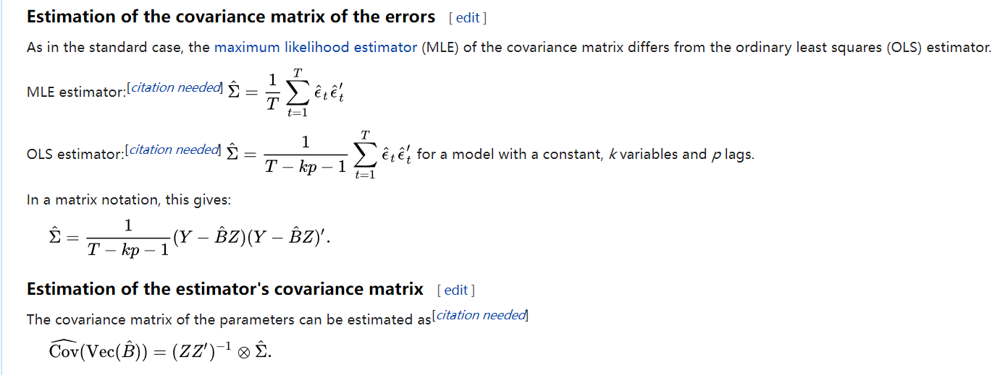 Estimation of the covariance matrix of the errors [ edit ]
As in the standard case, the maximum likelihood estimator (MLE) of the covariance matrix differs from the ordinary least squares (OLS) estimator.
MLE estimator:[citation needed] $\hat{\Sigma} = \frac{1}{T} \sum_{t=1}^{T} \hat{\epsilon}_t \hat{\epsilon}_t'$
OLS estimator:[citation needed] $\hat{\Sigma} = \frac{1}{T - kp - 1} \sum_{t=1}^{T} \hat{\epsilon}_t \hat{\epsilon}_t'$ for a model with a constant, k variables and p lags.
In a matrix notation, this gives:
$\hat{\Sigma} = \frac{1}{T - kp - 1} (Y - \hat{B}Z)(Y - \hat{B}Z)'.$
Estimation of the estimator's covariance matrix [ edit ]
The covariance matrix of the parameters can be estimated as[citation needed]
$\widehat{\text{Cov}}(\text{Vec}(\hat{B})) = (ZZ')^{-1} \otimes \hat{\Sigma}.$